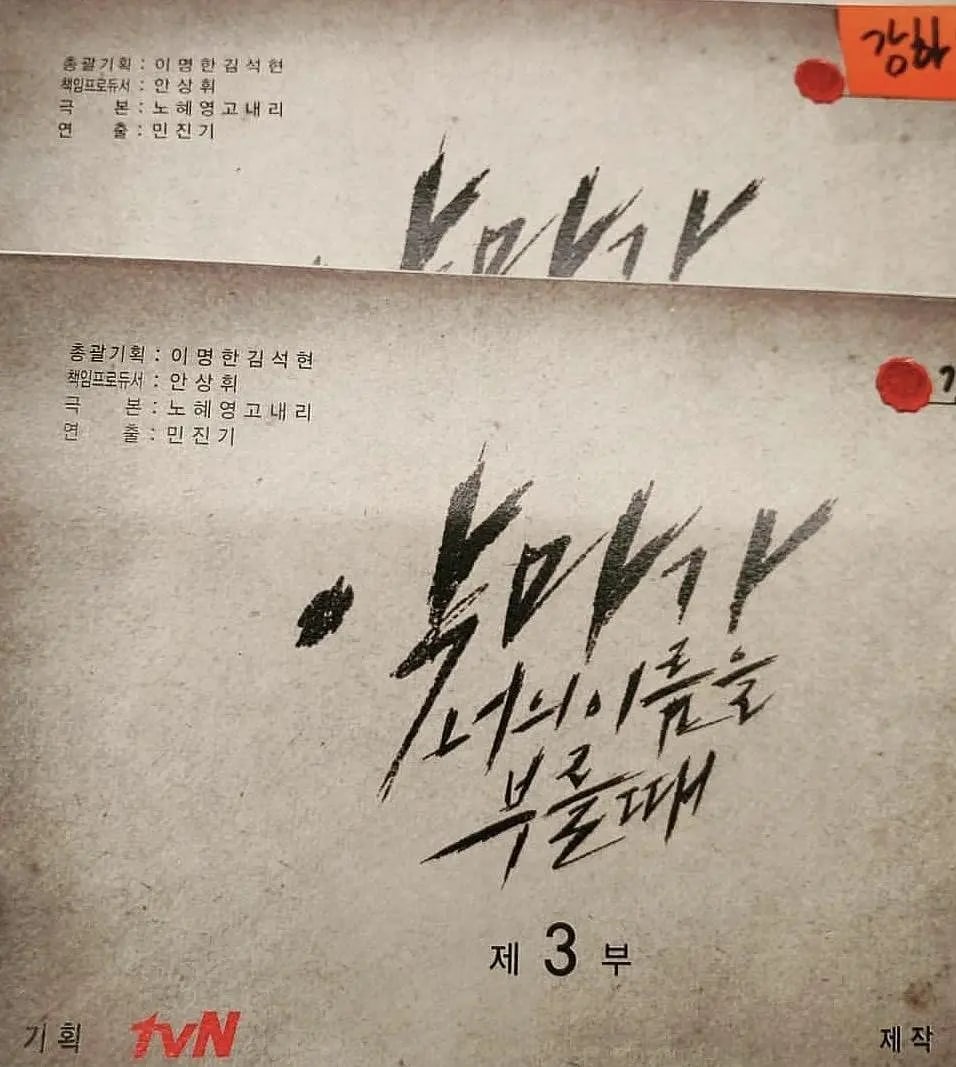 강하
총괄기획 : 이명한김석현
책임프로듀서 : 안상휘
극 본 : 노혜영고내리
연 출 : 민진기
악마가
총괄기획 : 이명한김석현
책임프로듀서 : 안상휘
극 본 : 노혜영고내리
연 출 : 민진기
악마가
너의이름을
부를때
제 3 부
기획 tvN
제작